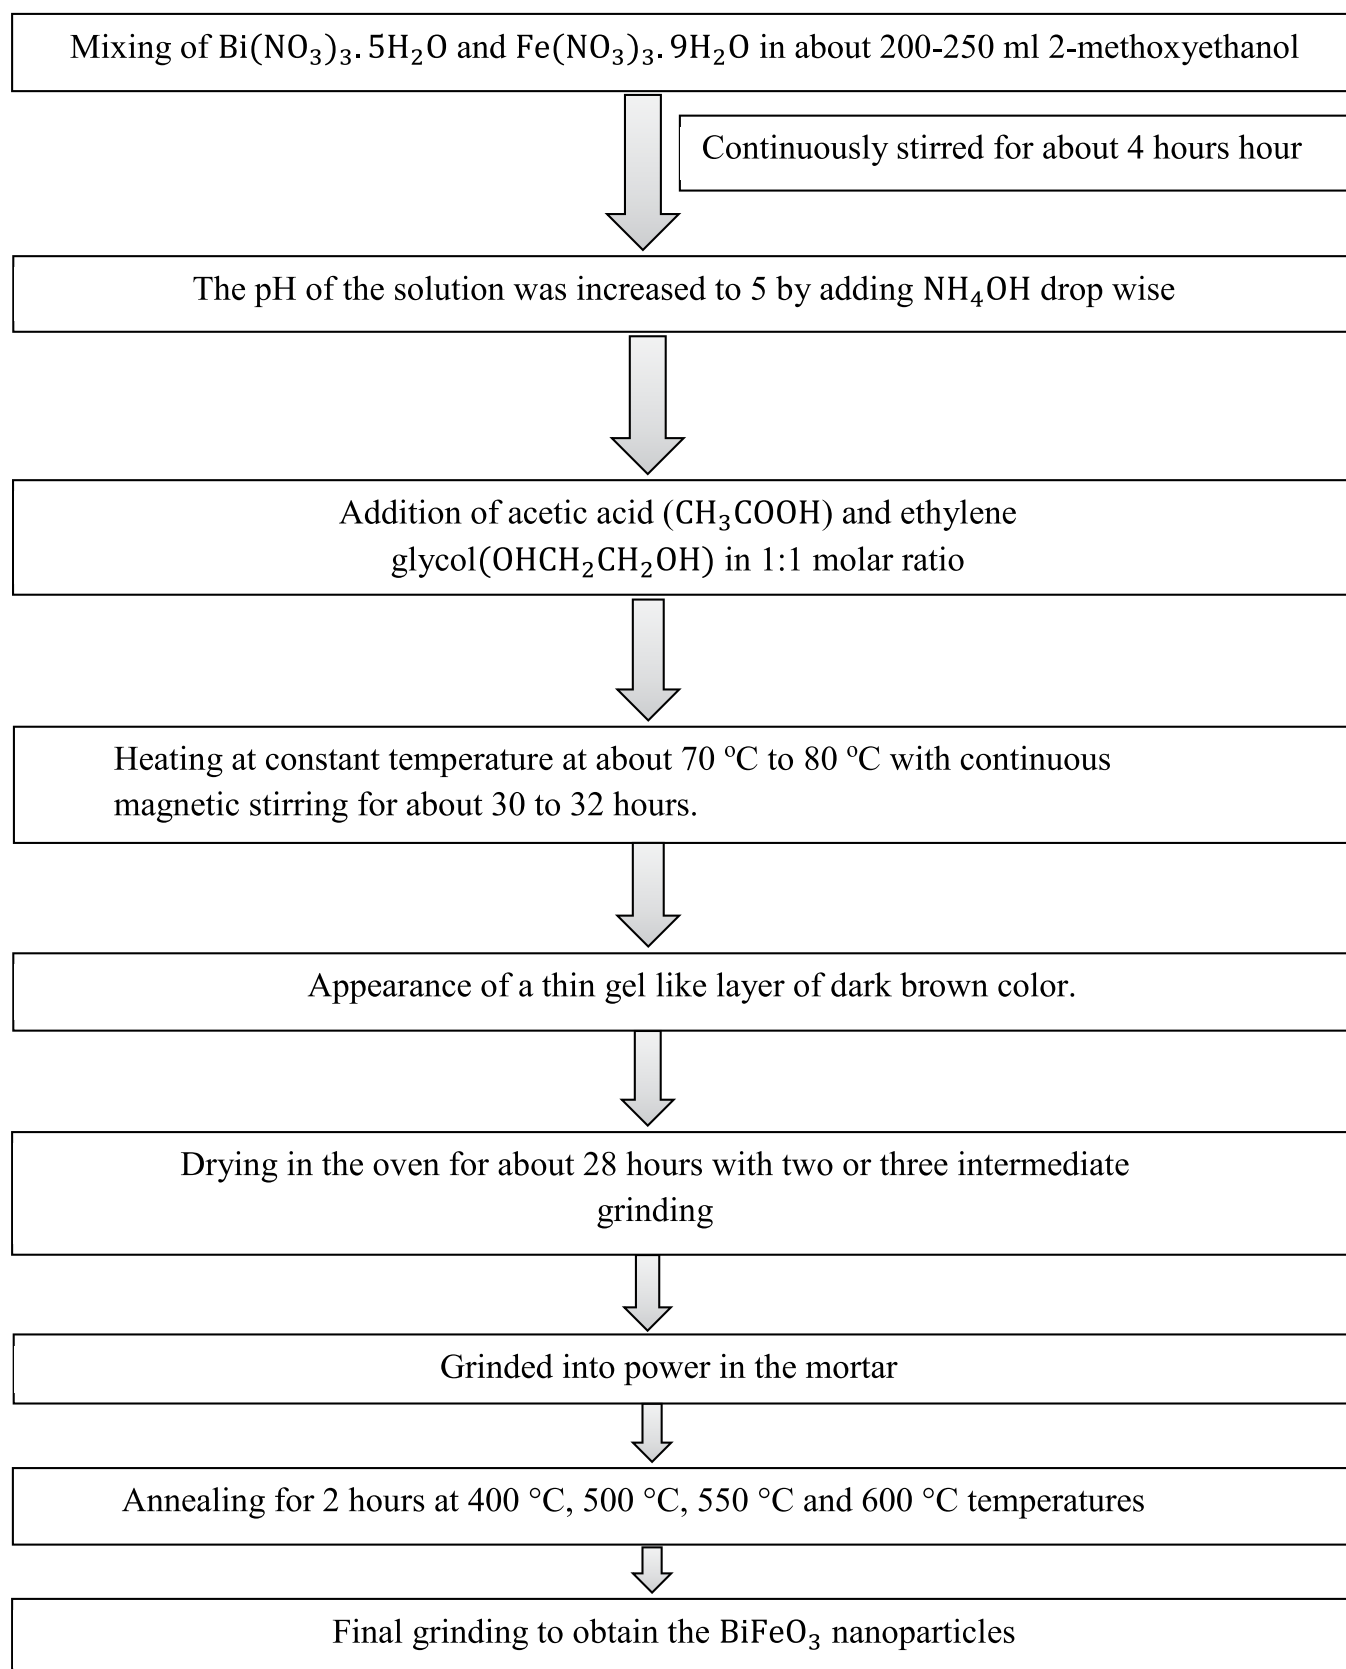 Mixing of Bi(NO₃)₃.5H₂O and Fe(NO₃)₃.9H₂O in about 200-250 ml 2-methoxyethanol
Continuously stirred for about 4 hours hour
The pH of the solution was increased to 5 by adding NH₄OH drop wise
Addition of acetic acid (CH₃COOH) and ethylene
glycol(OHCH₂CH₂OH) in 1:1 molar ratio
Heating at constant temperature at about 70 ºC to 80 ºC with continuous
magnetic stirring for about 30 to 32 hours.
Appearance of a thin gel like layer of dark brown color.
Drying in the oven for about 28 hours with two or three intermediate
grinding
Grinded into power in the mortar
Annealing for 2 hours at 400 °C, 500 °C, 550 °C and 600 °C temperatures
Final grinding to obtain the BiFeO₃ nanoparticles